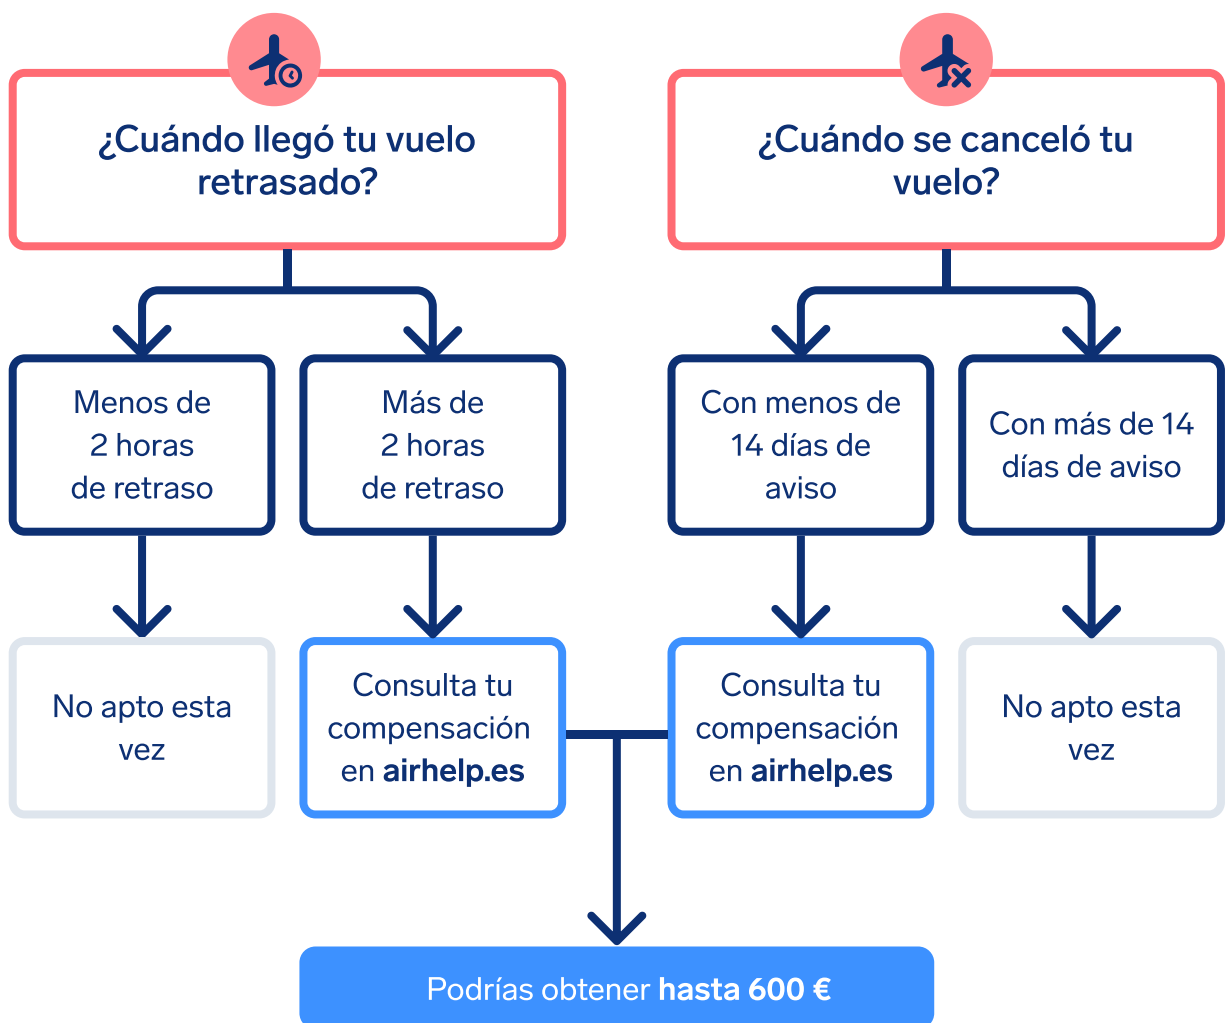 ¿Cuándo llegó tu vuelo
retrasado?
¿Cuándo se canceló tu
vuelo?
Menos de
2 horas
de retraso
Más de
2 horas
de retraso
Con menos de
14 días de
aviso
Con más de 14
días de aviso
No apto esta
vez
Consulta tu
compensación
en airhelp.es
Consulta tu
compensación
en airhelp.es
No apto esta
vez
Podrías obtener hasta 600 €